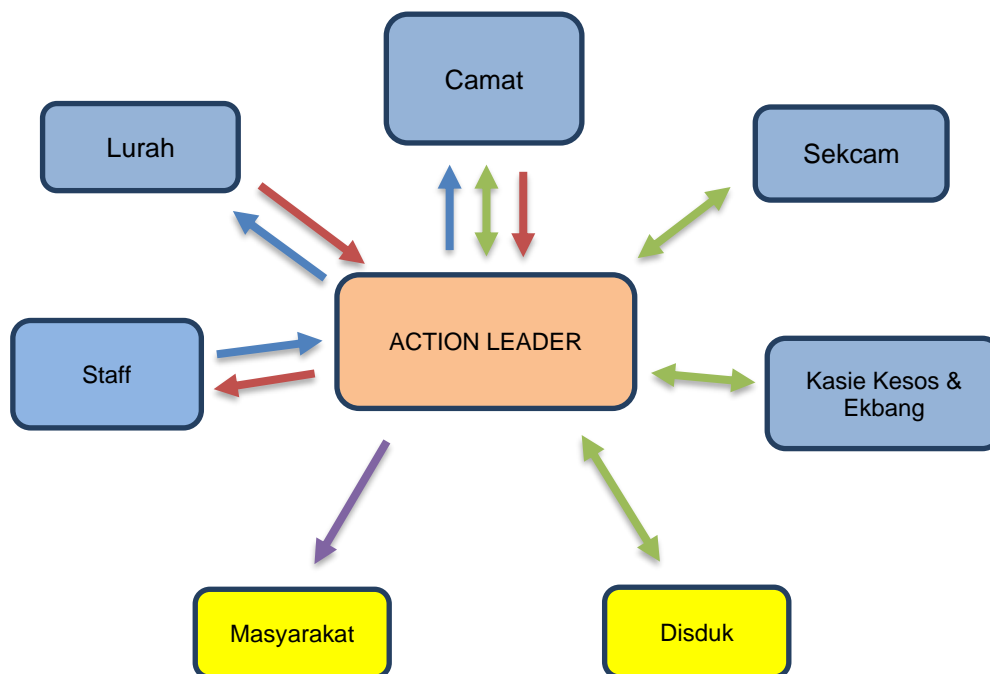 Camat
Lurah
Sekcam
ACTION LEADER
Staff
Kasie Kesos &
Ekbang
Masyarakat
Disduk